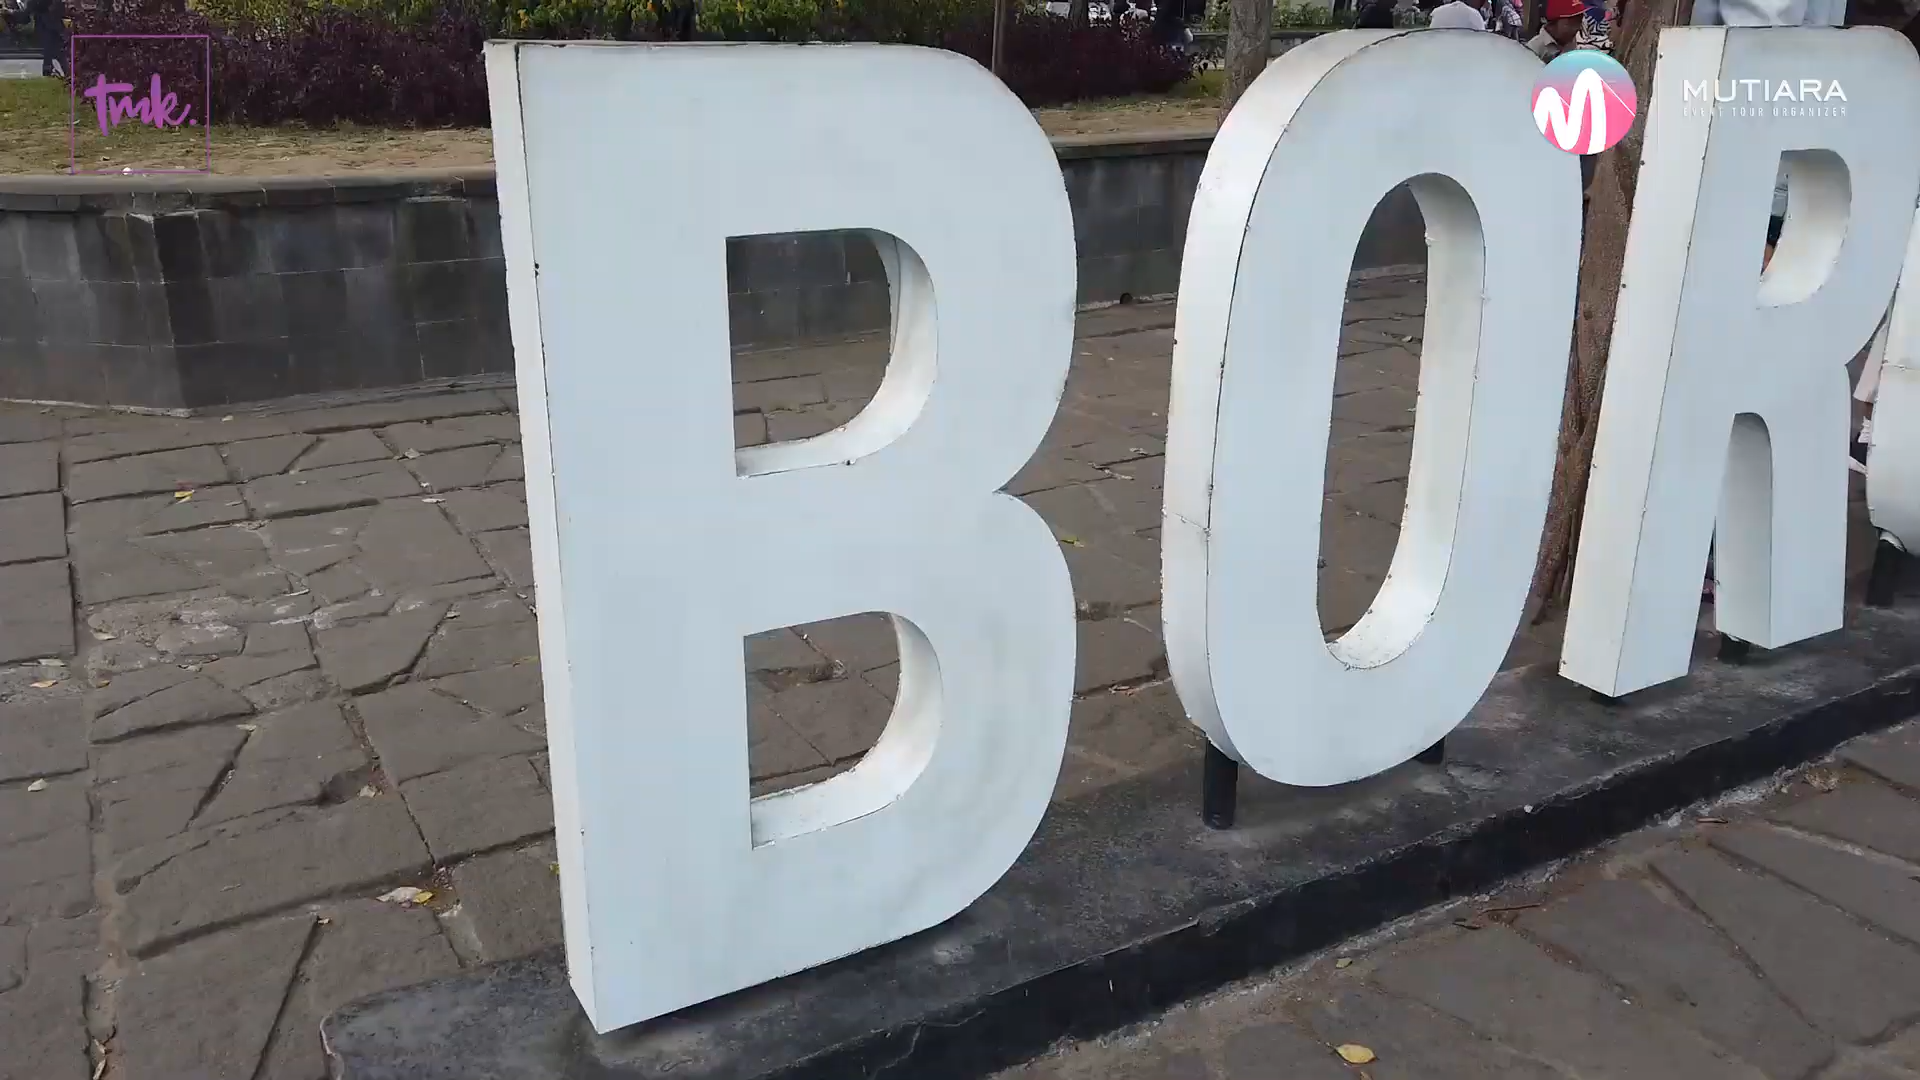 tmk.
MUTIARA
EVENT TOUR ORGANIZER
BOR